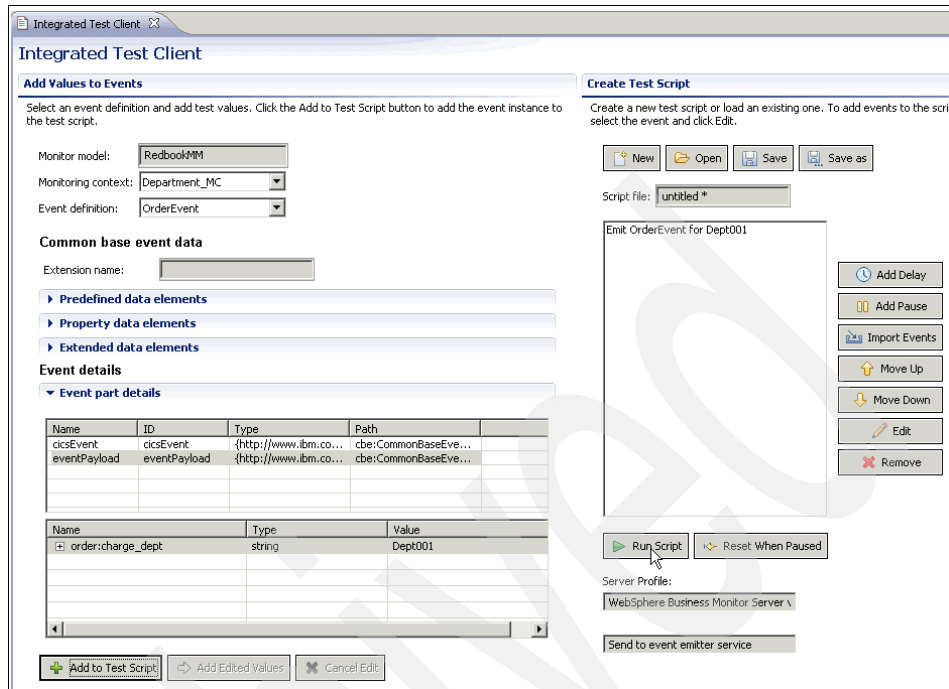 Integrated Test Client
Integrated Test Client
Add Values to Events
Select an event definition and add test values. Click the Add to Test Script button to add the event instance to
the test script.
Monitor model: RedbookMM
Monitoring context: Department_MC
Event definition: OrderEvent
Common base event data
Extension name:
Predefined data elements
Property data elements
Extended data elements
Event details
Event part details
Name ID Type Path
cicsEvent cicsEvent {http://www.ibm.co... cbe:CommonBaseEve...
eventPayload eventPayload {http://www.ibm.co... cbe:CommonBaseEve...
Name Type Value
order:charge_dept string Dept001
Add to Test Script Add Edited Values Cancel Edit
Create Test Script
Create a new test script or load an existing one. To add events to the scri
select the event and click Edit.
New Open Save Save as
Script file: untitled *
Emit OrderEvent for Dept001
Add Delay
Add Pause
Import Events
Move Up
Move Down
Edit
Remove
Run Script Reset When Paused
Server Profile:
WebSphere Business Monitor Server v
Send to event emitter service